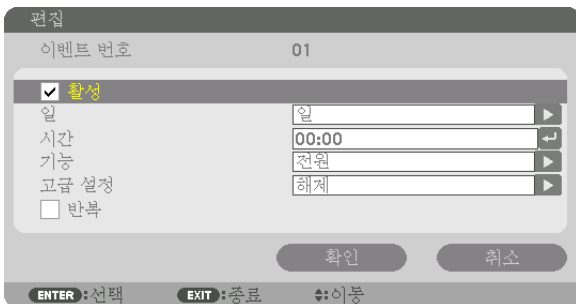 편집
이벤트 번호 01
활성
일 일
시간 00:00
기능 전원
고급 설정 해제
반복
확인 취소
ENTER:선택 EXIT:종료 :이동